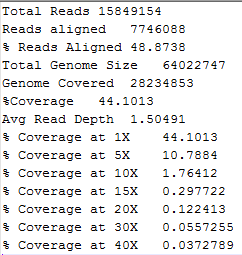 Total Reads 15849154
Reads aligned 7746088
% Reads Aligned 48.8738
Total Genome Size 64022747
Genome Covered 28234853
%Coverage 44.1013
Avg Read Depth 1.50491
% Coverage at 1X 44.1013
% Coverage at 5X 10.7884
% Coverage at 10X 1.76412
% Coverage at 15X 0.297722
% Coverage at 20X 0.122413
% Coverage at 30X 0.0557255
% Coverage at 40X 0.0372789